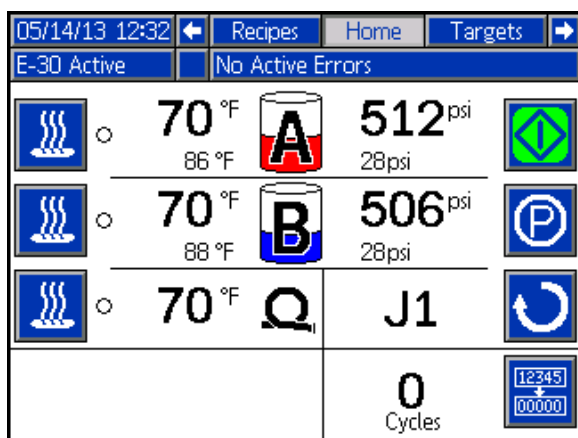 05/14/13 12:32 Recipes Home Targets
E-30 Active No Active Errors
70 °F A 512 psi
86 °F 28psi
70 °F B 506 psi P
88 °F 28psi
70 °F J1
0 12345
Cycles 00000